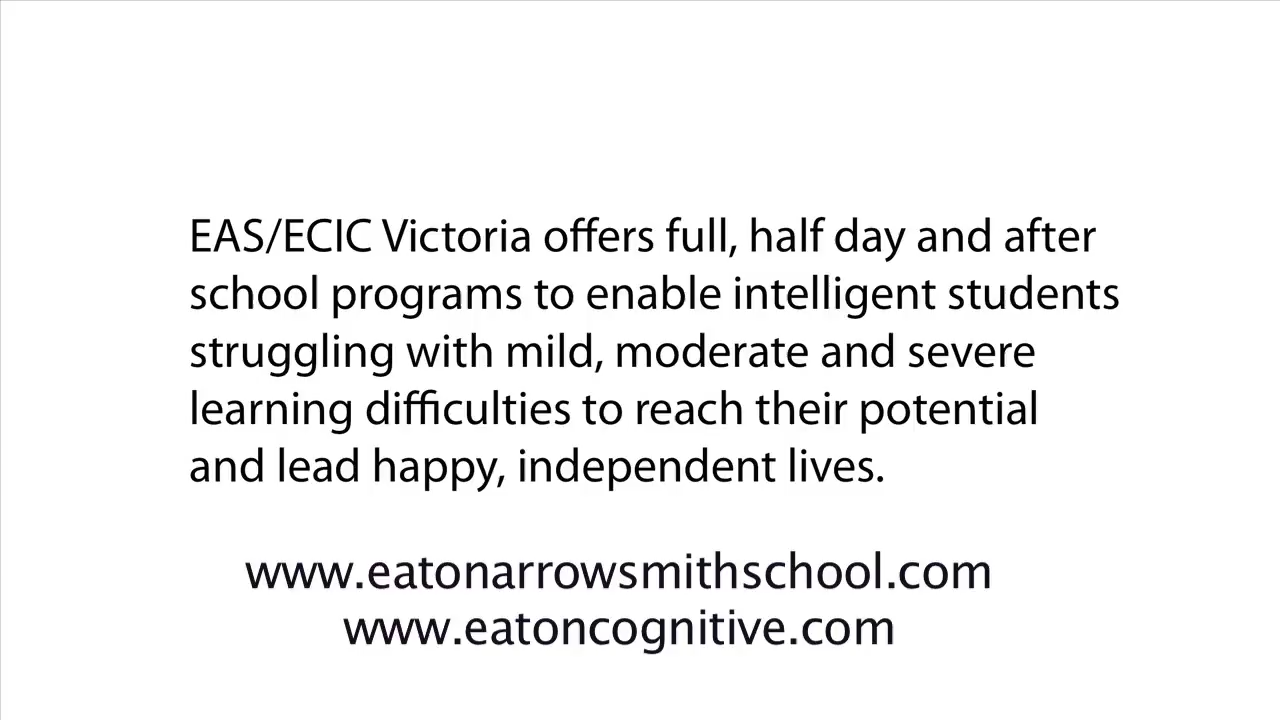 EAS/ECIC Victoria offers full, half day and after
school programs to enable intelligent students
struggling with mild, moderate and severe
learning difficulties to reach their potential
and lead happy, independent lives.
www.eatonarrowsmithschool.com
www.eatoncognitive.com